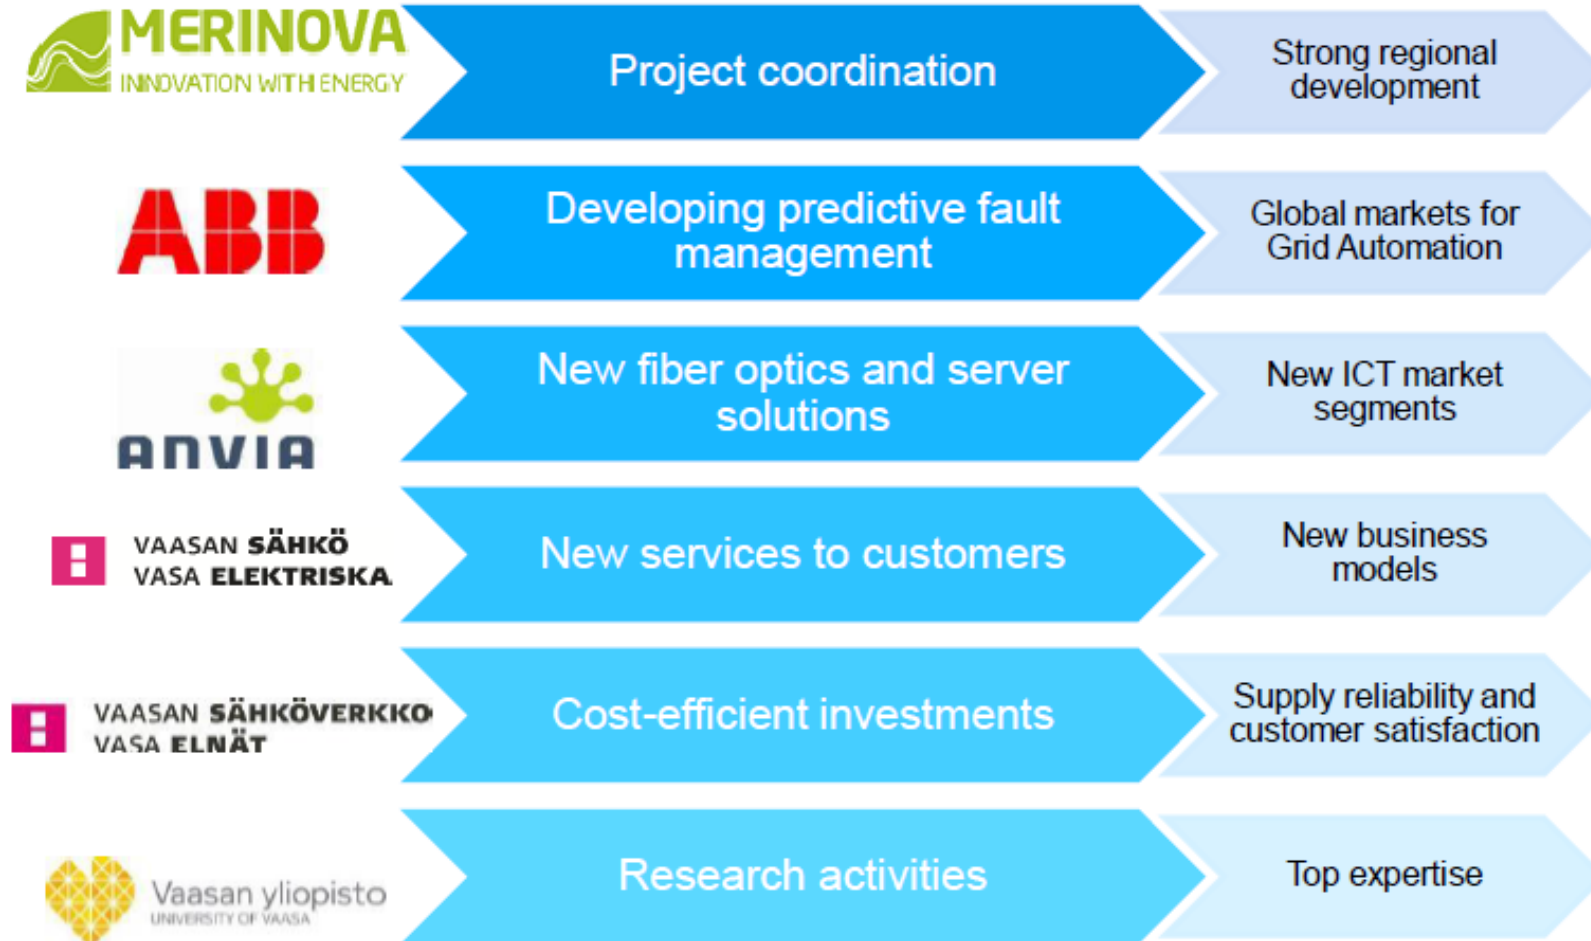 MERINOVA
INNOVATION WITH ENERGY
Project coordination
Strong regional
development
ABB
Developing predictive fault
management
Global markets for
Grid Automation
ANVIA
New fiber optics and server
solutions
New ICT market
segments
VAASAN SÄHKÖ
VASA ELEKTRISKA
New services to customers
New business
models
VAASAN SÄHKÖVERKKO
VASA ELNÄT
Cost-efficient investments
Supply reliability and
customer satisfaction
Vaasan yliopisto
UNIVERSITY OF VAASA
Research activities
Top expertise